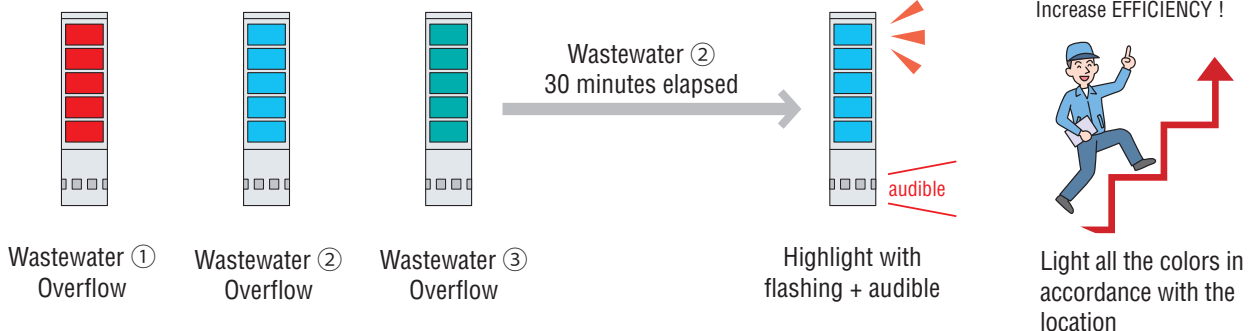 Increase EFFICIENCY !
Wastewater ②
30 minutes elapsed
audible
Wastewater ①
Overflow
Wastewater ②
Overflow
Wastewater ③
Overflow
Highlight with
flashing + audible
Light all the colors in
accordance with the
location